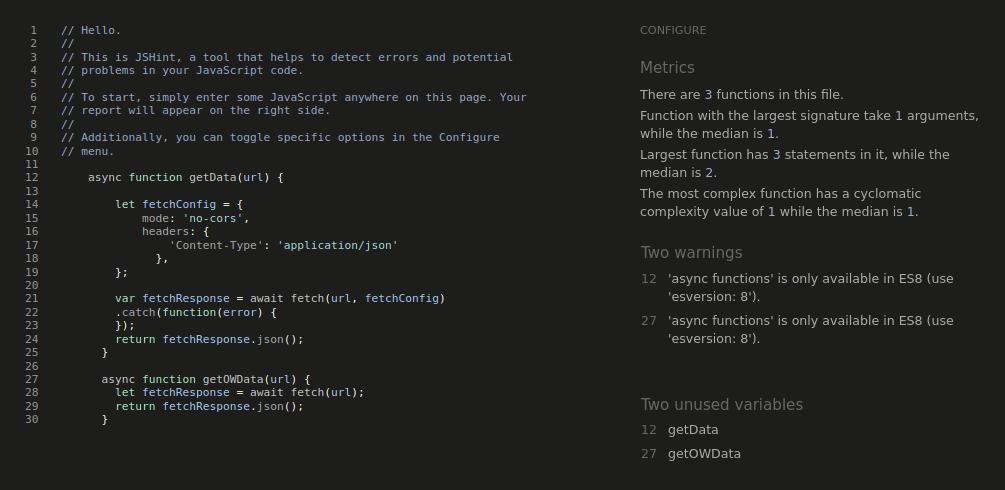 1 // Hello.
2 //
3 // This is JSHint, a tool that helps to detect errors and potential
4 // problems in your JavaScript code.
5 //
6 // To start, simply enter some JavaScript anywhere on this page. Your
7 // report will appear on the right side.
8 //
9 // Additionally, you can toggle specific options in the Configure
10 // menu.
11
12 async function getData(url) {
13
14 let fetchConfig = {
15 mode: 'no-cors',
16 headers: {
17 'Content-Type': 'application/json'
18 },
19 };
20
21 var fetchResponse = await fetch(url, fetchConfig)
22 .catch(function(error) {
23 });
24 return fetchResponse.json();
25 }
26
27 async function getOWData(url) {
28 let fetchResponse = await fetch(url);
29 return fetchResponse.json();
30 }
CONFIGURE
Metrics
There are 3 functions in this file.
Function with the largest signature take 1 arguments,
while the median is 1.
Largest function has 3 statements in it, while the
median is 2.
The most complex function has a cyclomatic
complexity value of 1 while the median is 1.
Two warnings
12 'async functions' is only available in ES8 (use
'esversion: 8').
27 'async functions' is only available in ES8 (use
'esversion: 8').
Two unused variables
12 getData
27 getOWData